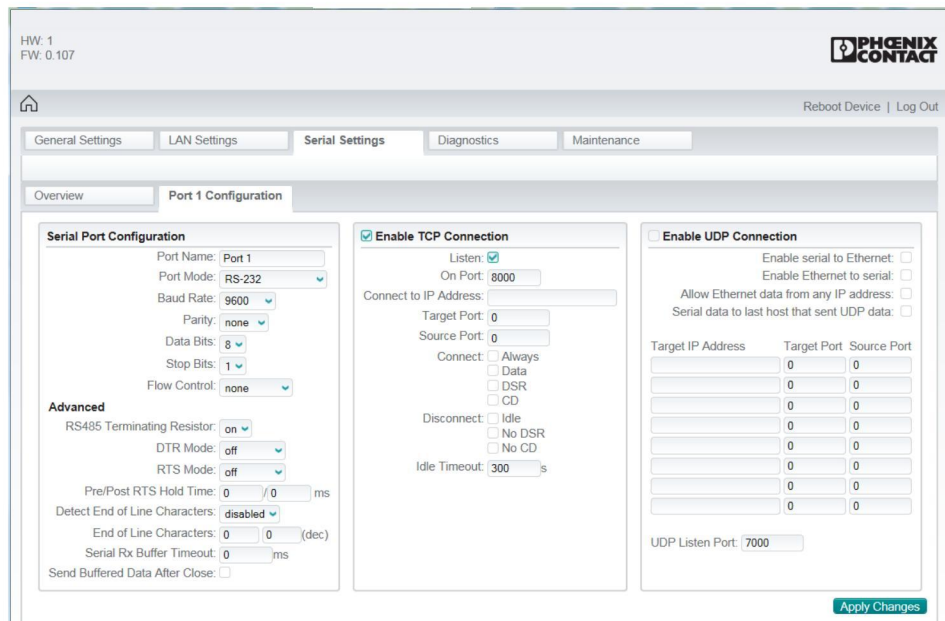 HW: 1
FW: 0.107
PHŒNIX
CONTACT
Reboot Device | Log Out
General Settings LAN Settings Serial Settings Diagnostics Maintenance
Overview Port 1 Configuration
Serial Port Configuration
Port Name: Port 1
Port Mode: RS-232
Baud Rate: 9600
Parity: none
Data Bits: 8
Stop Bits: 1
Flow Control: none
Advanced
RS485 Terminating Resistor: on
DTR Mode: off
RTS Mode: off
Pre/Post RTS Hold Time: 0 / 0 ms
Detect End of Line Characters: disabled
End of Line Characters: 0 0 (dec)
Serial Rx Buffer Timeout: 0 ms
Send Buffered Data After Close:
Enable TCP Connection
Listen:
On Port: 8000
Connect to IP Address:
Target Port: 0
Source Port: 0
Connect: Always
Data
DSR
CD
Disconnect: Idle
No DSR
No CD
Idle Timeout: 300 s
Enable UDP Connection
Enable serial to Ethernet:
Enable Ethernet to serial:
Allow Ethernet data from any IP address:
Serial data to last host that sent UDP data:
Target IP Address Target Port Source Port
0 0
0 0
0 0
0 0
0 0
0 0
0 0
0 0
UDP Listen Port: 7000
Apply Changes